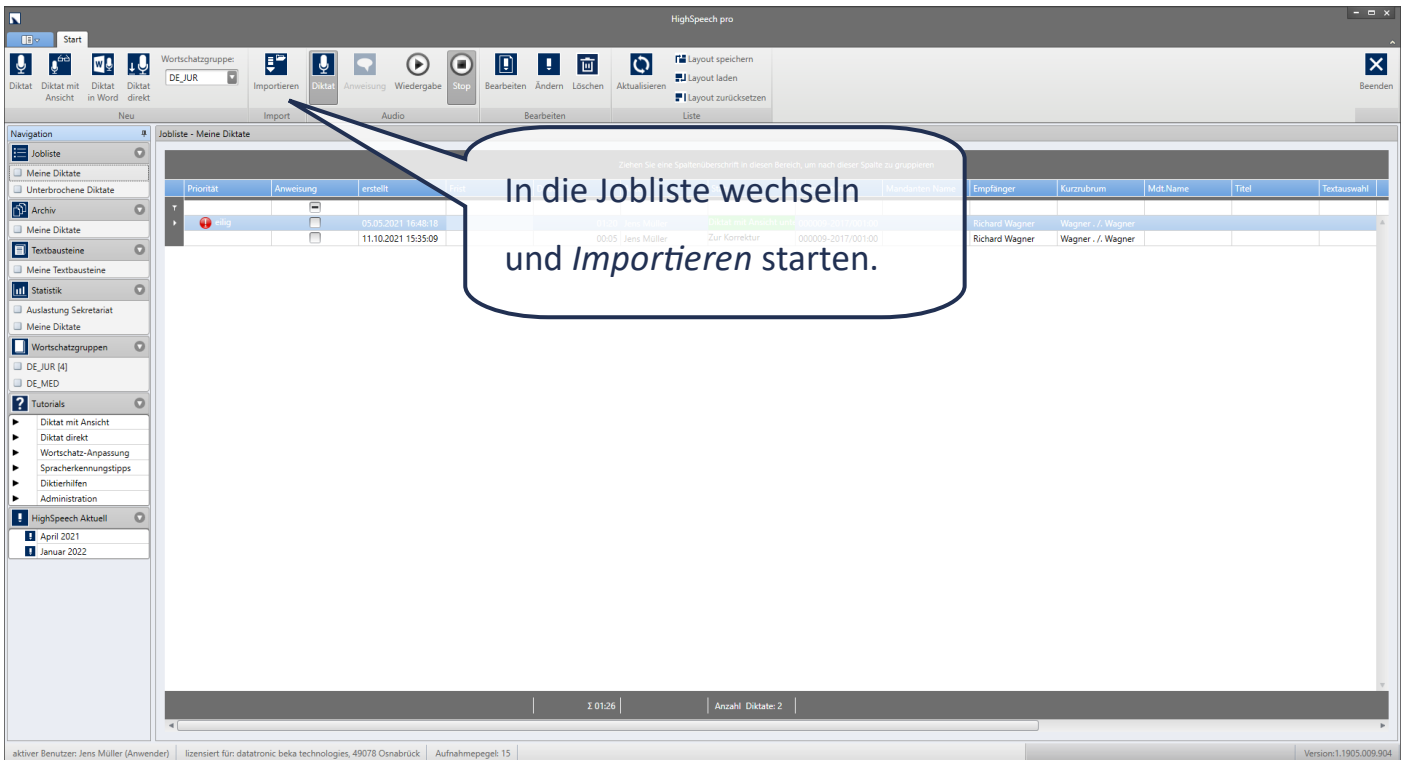 HighSpeech pro
Start
Diktat
Diktat mit Ansicht
Diktat in Word
Diktat direkt
Wortschatzgruppe:
DE_JUR
Importieren
Diktat
Anweisung
Wiedergabe
Stop
Bearbeiten
Ändern
Löschen
Aktualisieren
Layout speichern
Layout laden
Layout zurücksetzen
Beenden
Neu
Import
Audio
Bearbeiten
Liste
Navigation
Jobliste
Meine Diktate
Unterbrochene Diktate
Archiv
Meine Diktate
Textbausteine
Meine Textbausteine
Statistik
Auslastung Sekretariat
Meine Diktate
Wortschatzgruppen
DE_JUR [4]
DE_MED
Tutorials
Diktat mit Ansicht
Diktat direkt
Wortschatz-Anpassung
Spracherkennungstipps
Diktierhilfen
Administration
HighSpeech Aktuell
April 2021
Januar 2022
Jobliste - Meine Diktate
Ziehen Sie eine Spaltenüberschrift in diesen Bereich, um nach dieser Spalte zu gruppieren
Priorität Anweisung erstellt Empfänger Kurzrubrum Mdt.Name Titel Textauswahl
eilig 05.05.2021 16:48:18 Jens Müller Richard Wagner Wagner ./. Wagner
11.10.2021 15:35:09 00:05 Jens Müller Zur Korrektur 000009-2017/001:00 Richard Wagner Wagner ./. Wagner
In die Jobliste wechseln
und Importieren starten.
Σ 01:26 Anzahl Diktate: 2
aktiver Benutzer: Jens Müller (Anwender) lizensiert für: datatronic beka technologies, 49078 Osnabrück Aufnahmepegel: 15 Version:1.1905.009.904